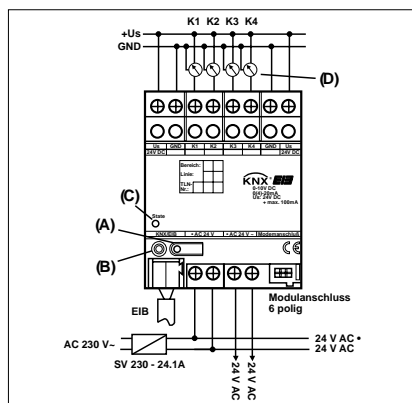 K1 K2 K3 K4
+Us
GND
(D)
Us GND K1 K2 K3 K4 GND Us
24V DC 24V DC
Bereich:
Linie:
TLN-
Nr.:
KNX EIB
0-10V DC
0(4)-20mA
Us: 24V DC
+ max. 100mA
(C)
State
(A)
KNX/EIB • AC 24 V • AC 24 V ~ Modemanschluß
(B)
EIB
Modulanschluss
6 polig
AC 230 V~
24 V AC •
24 V AC
SV 230 - 24.1A
24 V AC
24 V AC